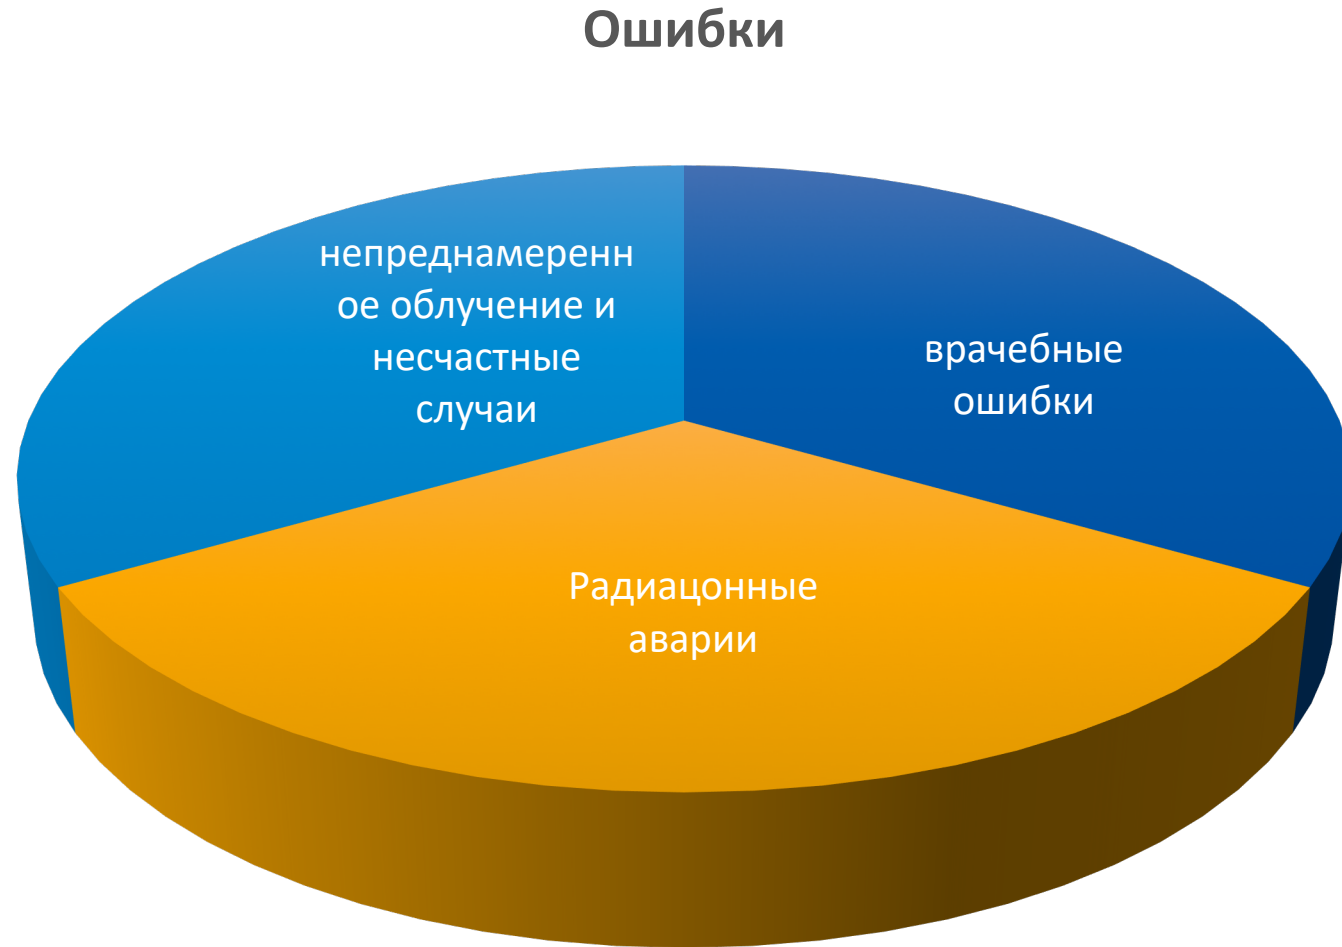 Ошибки
непреднамеренн
ое облучение и
несчастные
случаи
врачебные
ошибки
Радиацонные
аварии